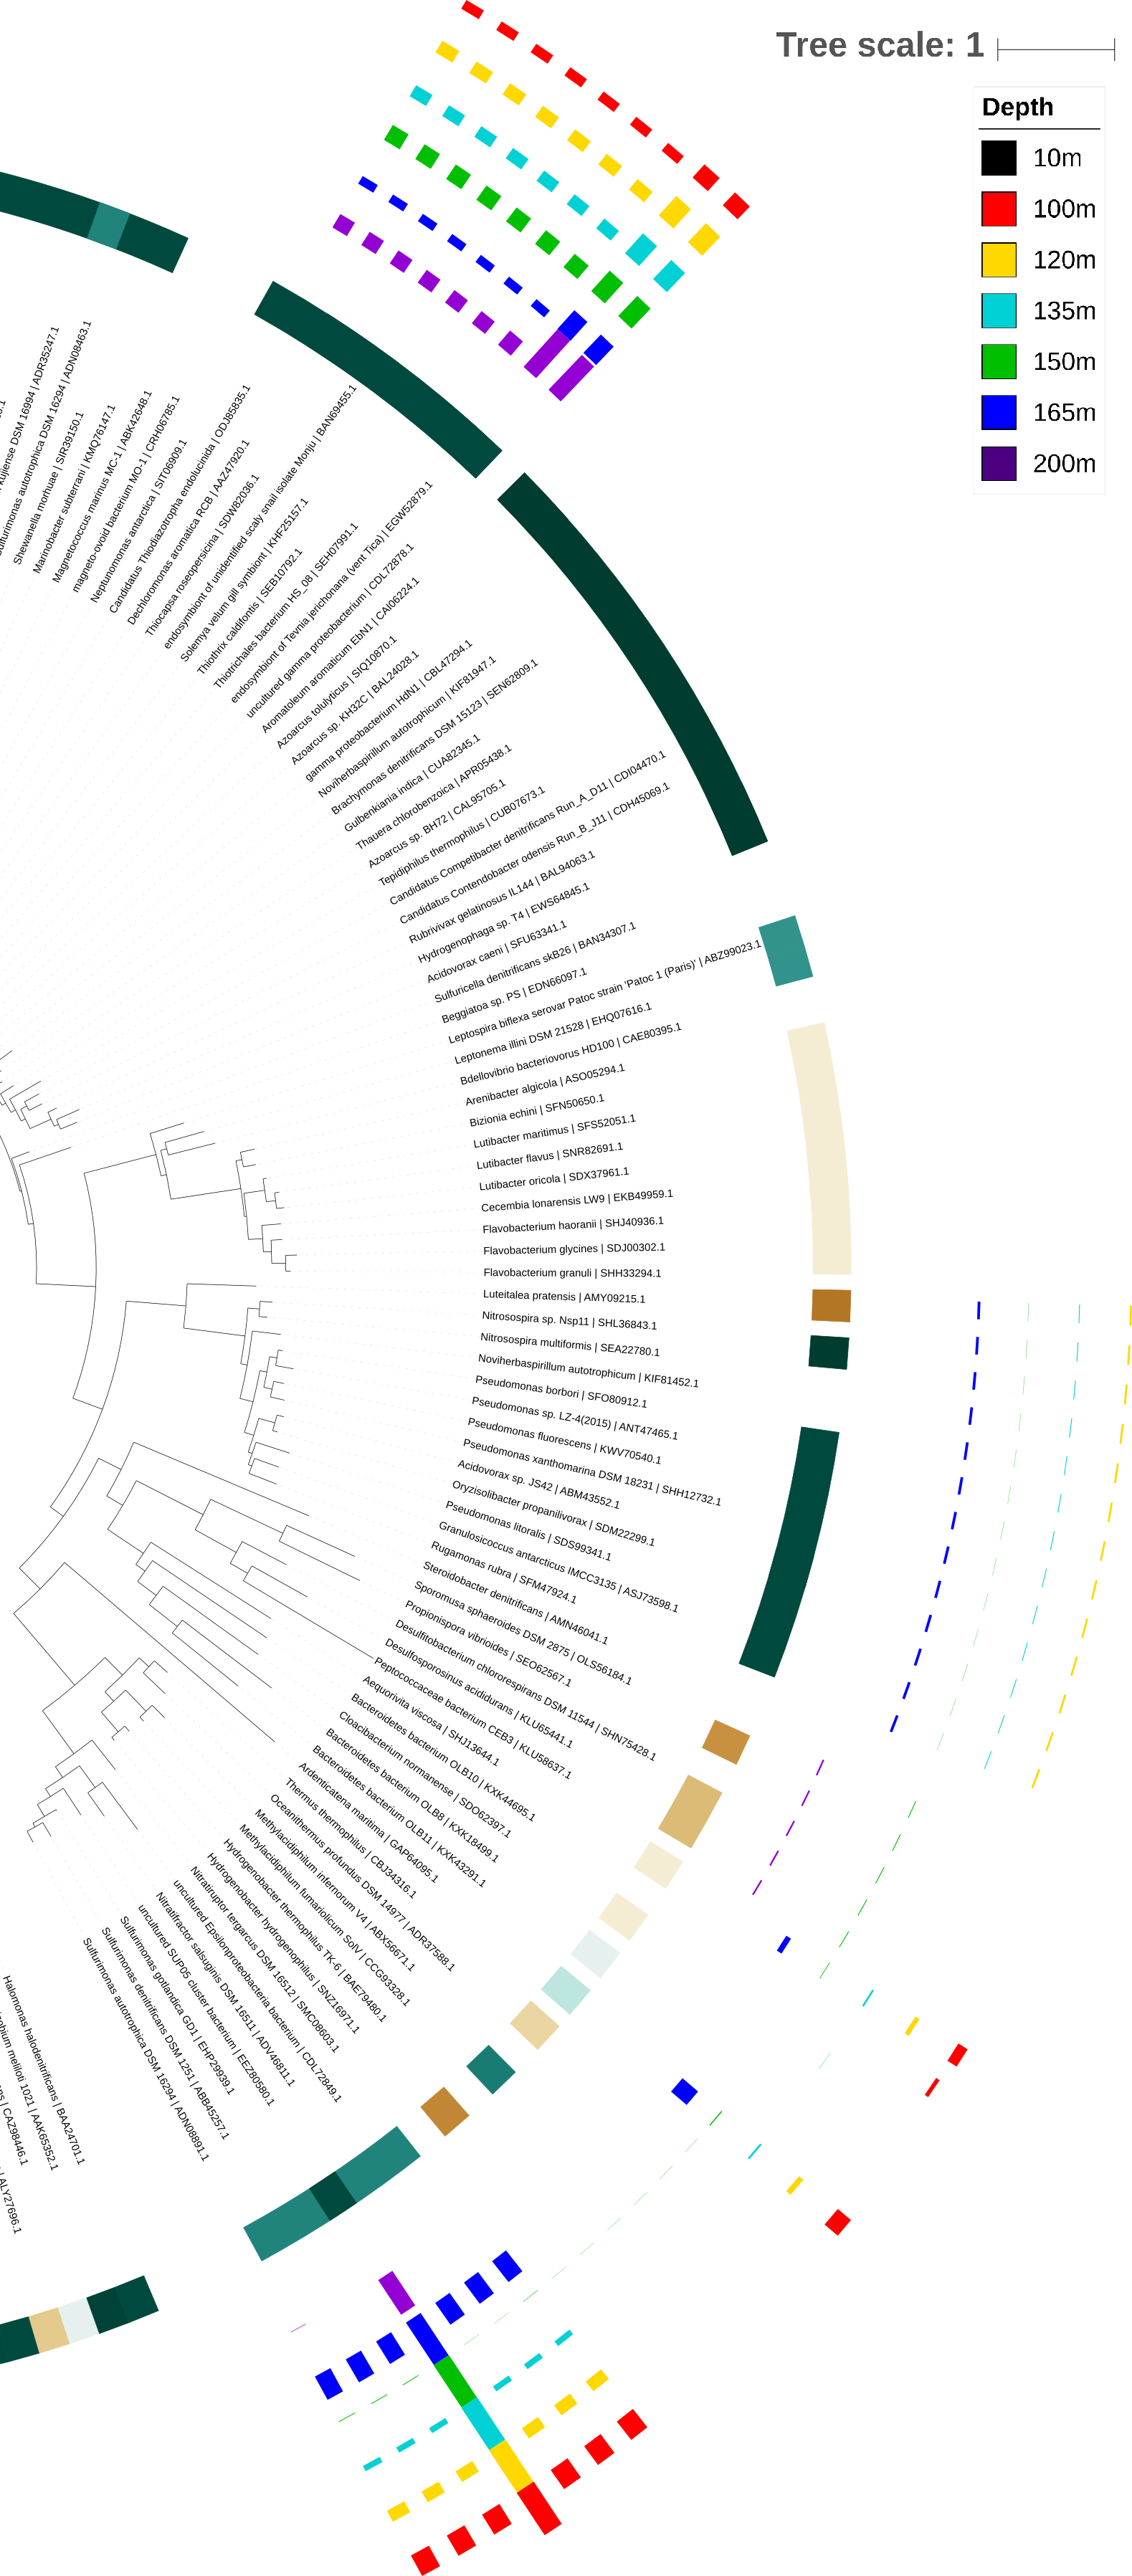 Tree scale: 1
Depth
10m
100m
120m
135m
150m
165m
200m
Shewanella morhuae | SIR39150.1
Marinobacter subterrani | KMQ76147.1
Magnetococcus marinus MC-1 | ABK42648.1
magneto-ovoid bacterium MO-1 | CRH06785.1
Neptunomonas antarctica | SIT06909.1
Candidatus Thiodiazotropha endolucinida | ODJ85835.1
Dechloromonas aromatica RCB | AAZ47920.1
Thiocapsa roseopersicina | SDW82036.1
endosymbiont of unidentified scaly snail isolate Monju | BAN69455.1
Solemya velum gill symbiont | KHF25157.1
Thiothrix caldifontis | SEB10792.1
Thiotrichales bacterium HS_08 | SEH07991.1
endosymbiont of Tevnia jerichonana (vent Tica) | EGW52879.1
uncultured gamma proteobacterium | CDL72878.1
Aromatoleum aromaticum EbN1 | CAI06224.1
Azoarcus tolulyticus | SIQ10870.1
Azoarcus sp. KH32C | BAL24028.1
gamma proteobacterium HdN1 | CBL47294.1
Noviherbaspirillum autotrophicum | KIF81947.1
Brachymonas denitrificans DSM 15123 | SEN62809.1
Gulbenkiania indica | CUA82345.1
Thauera chlorobenzoica | APR05438.1
Azoarcus sp. BH72 | CAL95705.1
Tepidiphilus thermophilus | CUB07673.1
Candidatus Competibacter denitrificans Run_A_D11 | CDI04470.1
Candidatus Contendobacter odensis Run_B_J11 | CDH45069.1
Rubrivivax gelatinosus IL144 | BAL94063.1
Hydrogenophaga sp. T4 | EWS64845.1
Acidovorax caeni | SFU63341.1
Sulfuricella denitrificans skB26 | BAN34307.1
Beggiatoa sp. PS | EDN66097.1
Leptospira biflexa serovar Patoc strain 'Patoc 1 (Paris)' | ABZ99023.1
Leptonema illini DSM 21528 | EHQ07616.1
Bdellovibrio bacteriovorus HD100 | CAE80395.1
Arenibacter algicola | ASO05294.1
Bizionia echini | SFN50650.1
Lutibacter maritimus | SFS52051.1
Lutibacter flavus | SNR82691.1
Lutibacter oricola | SDX37961.1
Cecembia lonarensis LW9 | EKB49959.1
Flavobacterium haoranii | SHJ40936.1
Flavobacterium glycines | SDJ00302.1
Flavobacterium granuli | SHH33294.1
Luteitalea pratensis | AMY09215.1
Nitrosospira sp. Nsp11 | SHL36843.1
Nitrosospira multiformis | SEA22780.1
Noviherbaspirillum autotrophicum | KIF81452.1
Pseudomonas borbori | SFO80912.1
Pseudomonas sp. LZ-4(2015) | ANT47465.1
Pseudomonas fluorescens | KWV70540.1
Pseudomonas xanthomarina DSM 18231 | SHH12732.1
Acidovorax sp. JS42 | ABM43552.1
Oryzisolibacter propanilivorax | SDM22299.1
Pseudomonas litoralis | SDS99341.1
Granulosicoccus antarcticus IMCC3135 | ASJ73598.1
Rugamonas rubra | SFM47924.1
Steroidobacter denitrificans | AMN46041.1
Sporomusa sphaeroides DSM 2875 | OLS56184.1
Propionispora vibrioides | SEO62567.1
Desulfitobacterium chlororespirans DSM 11544 | SHN75428.1
Desulfosporosinus acididurans | KLU65441.1
Peptococcaceae bacterium CEB3 | KLU58637.1
Aequorivita viscosa | SHJ13644.1
Bacteroidetes bacterium OLB10 | KXK44695.1
Cloacibacterium normanense | SDO62397.1
Bacteroidetes bacterium OLB8 | KXK18499.1
Bacteroidetes bacterium OLB11 | KXK43291.1
Ardenticatena maritima | GAP64095.1
Thermus thermophilus | CBJ34316.1
Oceanithermus profundus DSM 14977 | ADR37588.1
Methylacidiphilum infernorum V4 | ABX56671.1
Methylacidiphilum fumariolicum SolV | CCG93328.1
Hydrogenobacter thermophilus TK-6 | BAE79480.1
Hydrogenobacter hydrogenophilus | SNZ16971.1
Nitratiruptor tergarcus DSM 16512 | SMC08603.1
uncultured Epsilonproteobacteria bacterium | CDL72849.1
Nitratifractor salsuginis DSM 16511 | ADV46811.1
uncultured SUP05 cluster bacterium | EEZ80580.1
Sulfurimonas gotlandica GD1 | EHP29939.1
Sulfurimonas denitrificans DSM 1251 | ABB45257.1
Sulfurimonas autotrophica DSM 16294 | ADN08891.1
Halomonas halodenitrificans | BAA24701.1
meliloti 1021 | AAK65352.1
| CAZ98446.1
ALY27696.1
DSM 16994 | ADR35247.1
autotrophica DSM 16294 | ADN08463.1